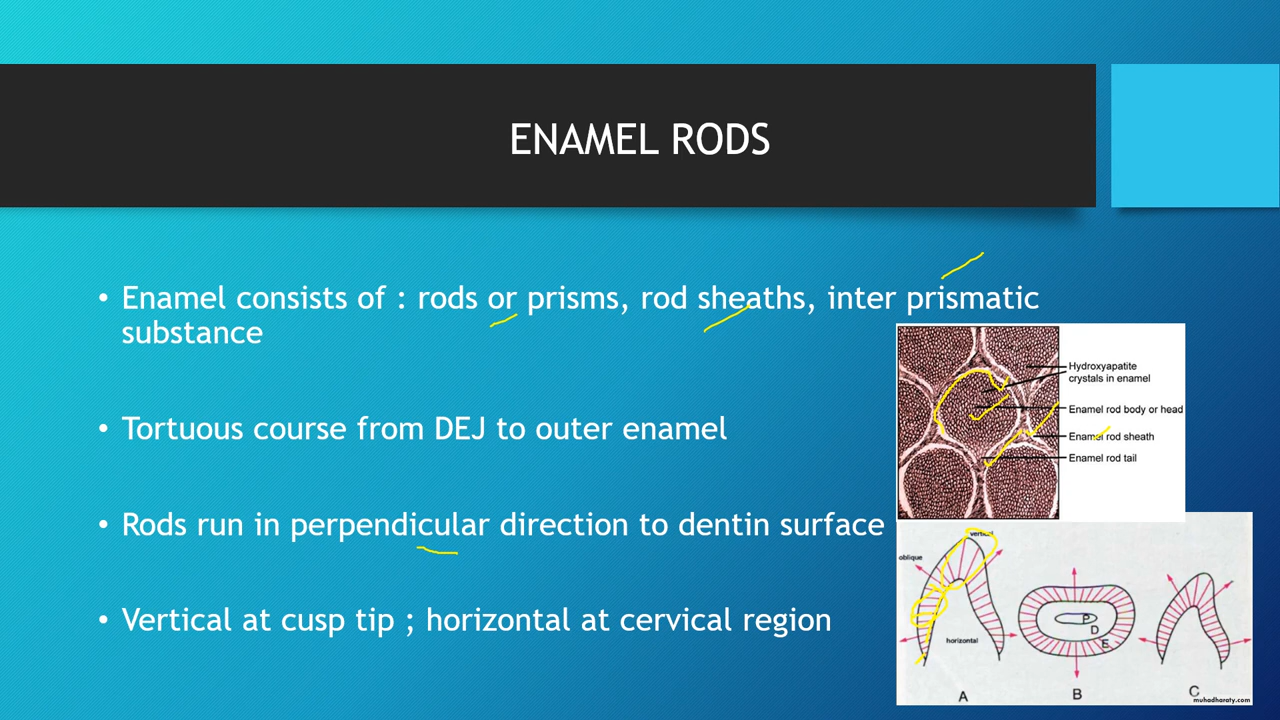 ENAMEL RODS
• Enamel consists of : rods or prisms, rod sheaths, inter prismatic
substance
• Tortuous course from DEJ to outer enamel
• Rods run in perpendicular direction to dentin surface
• Vertical at cusp tip ; horizontal at cervical region
Hydroxyapatite
crystals in enamel
Enamel rod body or head
Enamel rod sheath
Enamel rod tail
vertical
oblique
horizontal
P
D
E
A
B
C
muhadharaty.com